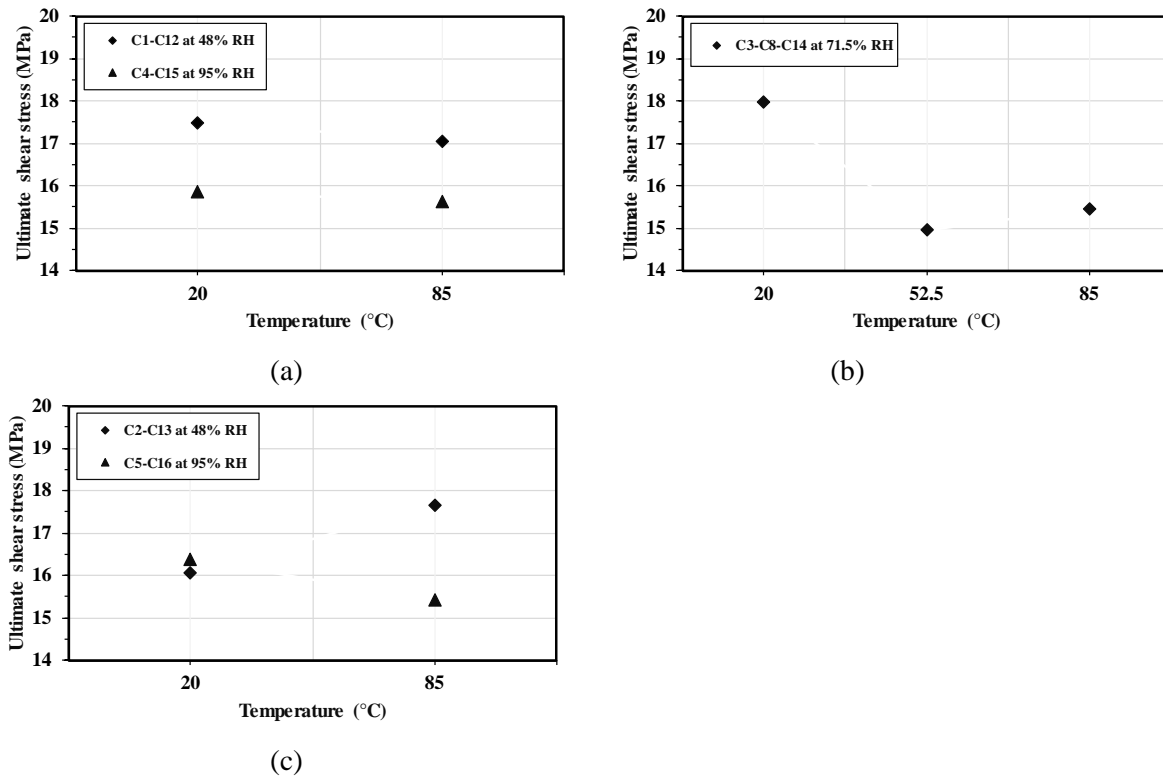 20
19
18
17
16
15
14
Ultimate shear stress (MPa)
C1-C12 at 48% RH
C4-C15 at 95% RH
20 85
Temperature (°C)
(a)
20
19
18
17
16
15
14
Ultimate shear stress (MPa)
C3-C8-C14 at 71.5% RH
20 52.5 85
Temperature (°C)
(b)
20
19
18
17
16
15
14
Ultimate shear stress (MPa)
C2-C13 at 48% RH
C5-C16 at 95% RH
20 85
Temperature (°C)
(c)